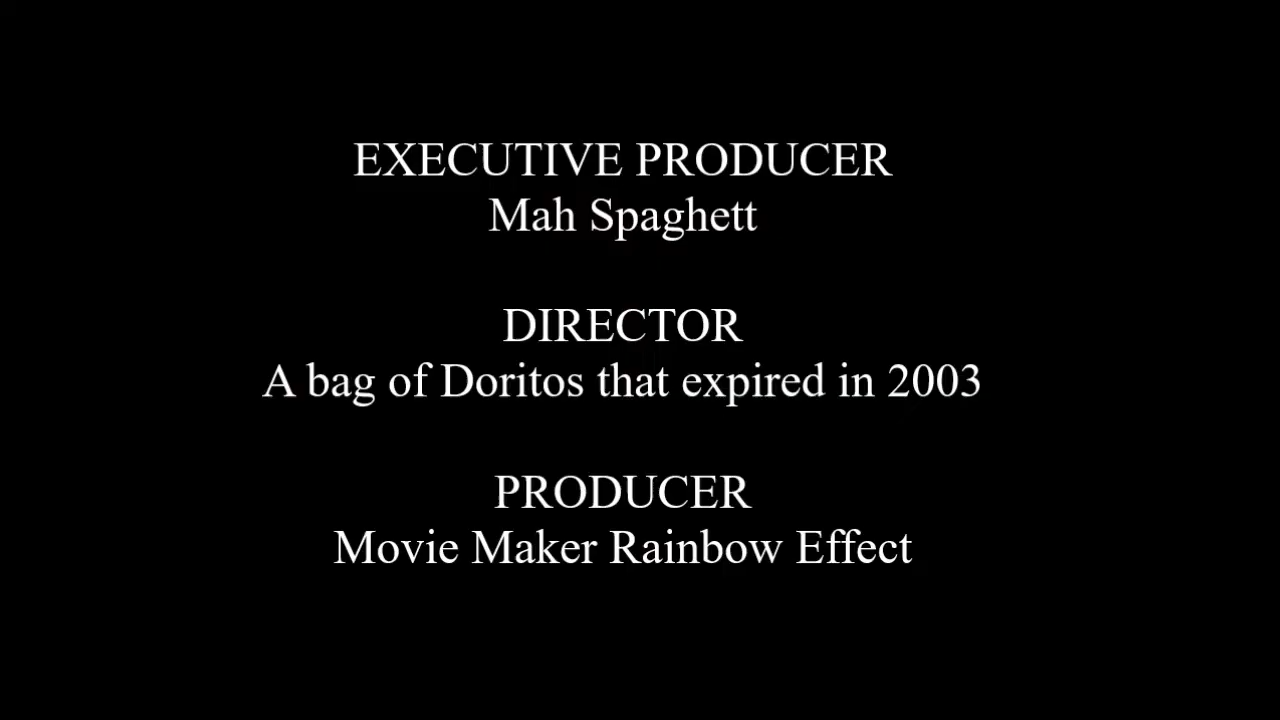 EXECUTIVE PRODUCER
Mah Spaghett
DIRECTOR
A bag of Doritos that expired in 2003
PRODUCER
Movie Maker Rainbow Effect